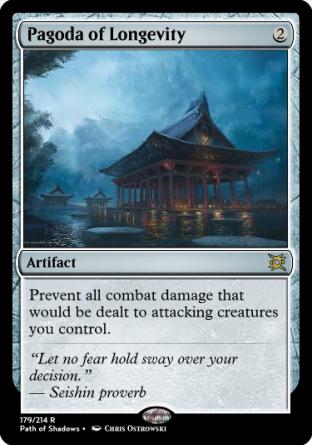 Pagoda of Longevity 2
Artifact
Prevent all combat damage that
would be dealt to attacking creatures
you control.
“Let no fear hold sway over your
decision.”
— Seishin proverb
179/214 R
Path of Shadows • Chris Ostrowski